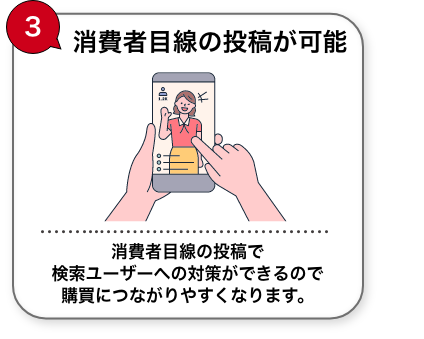 3
消費者目線の投稿が可能
1.2K
消費者目線の投稿で
検索ユーザーへの対策ができるので
購買につながりやすくなります。